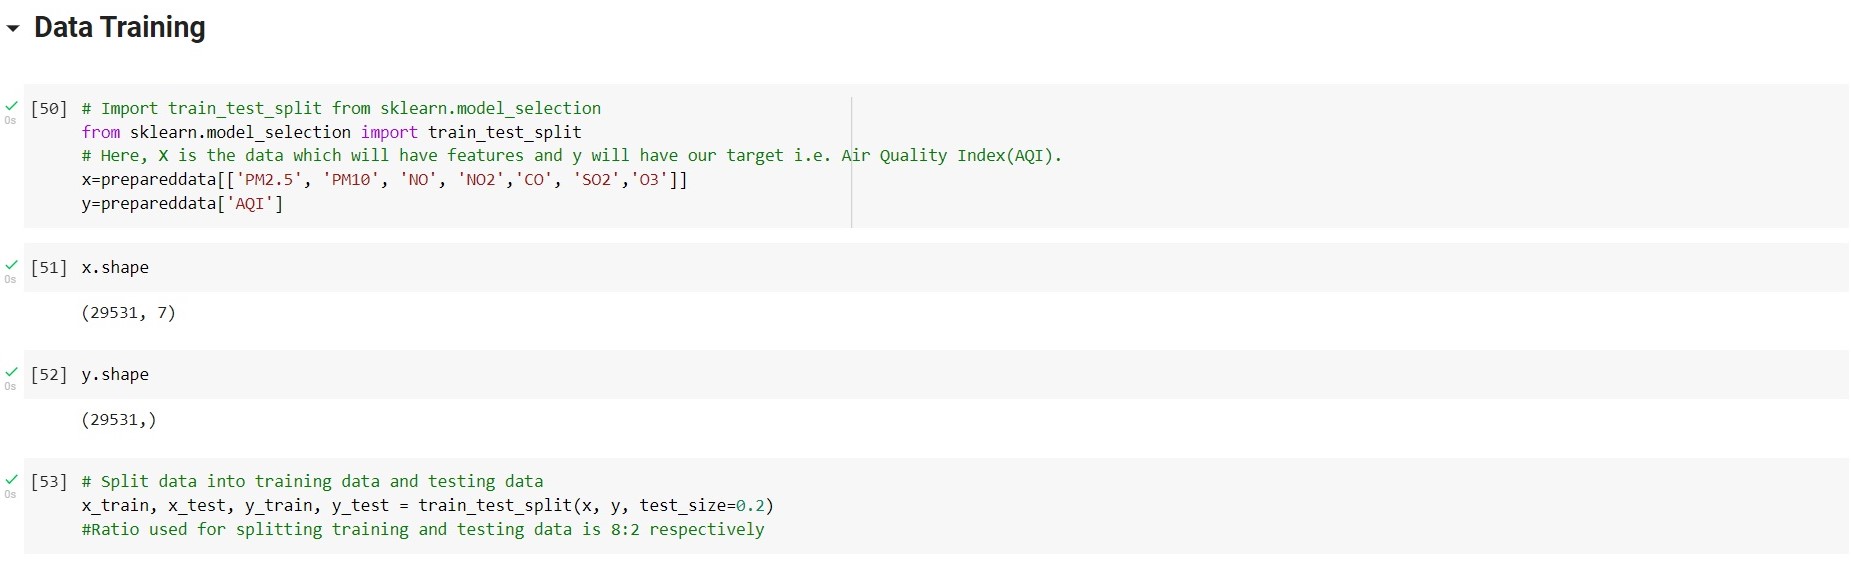 Data Training
[50] # Import train_test_split from sklearn.model_selection
0s from sklearn.model_selection import train_test_split
# Here, X is the data which will have features and y will have our target i.e. Air Quality Index(AQI).
x=prepareddata[['PM2.5', 'PM10', 'NO', 'NO2','CO', 'SO2','O3']]
y=prepareddata['AQI']
[51] x.shape
0s
(29531, 7)
[52] y.shape
0s
(29531,)
[53] # Split data into training data and testing data
0s x_train, x_test, y_train, y_test = train_test_split(x, y, test_size=0.2)
#Ratio used for splitting training and testing data is 8:2 respectively